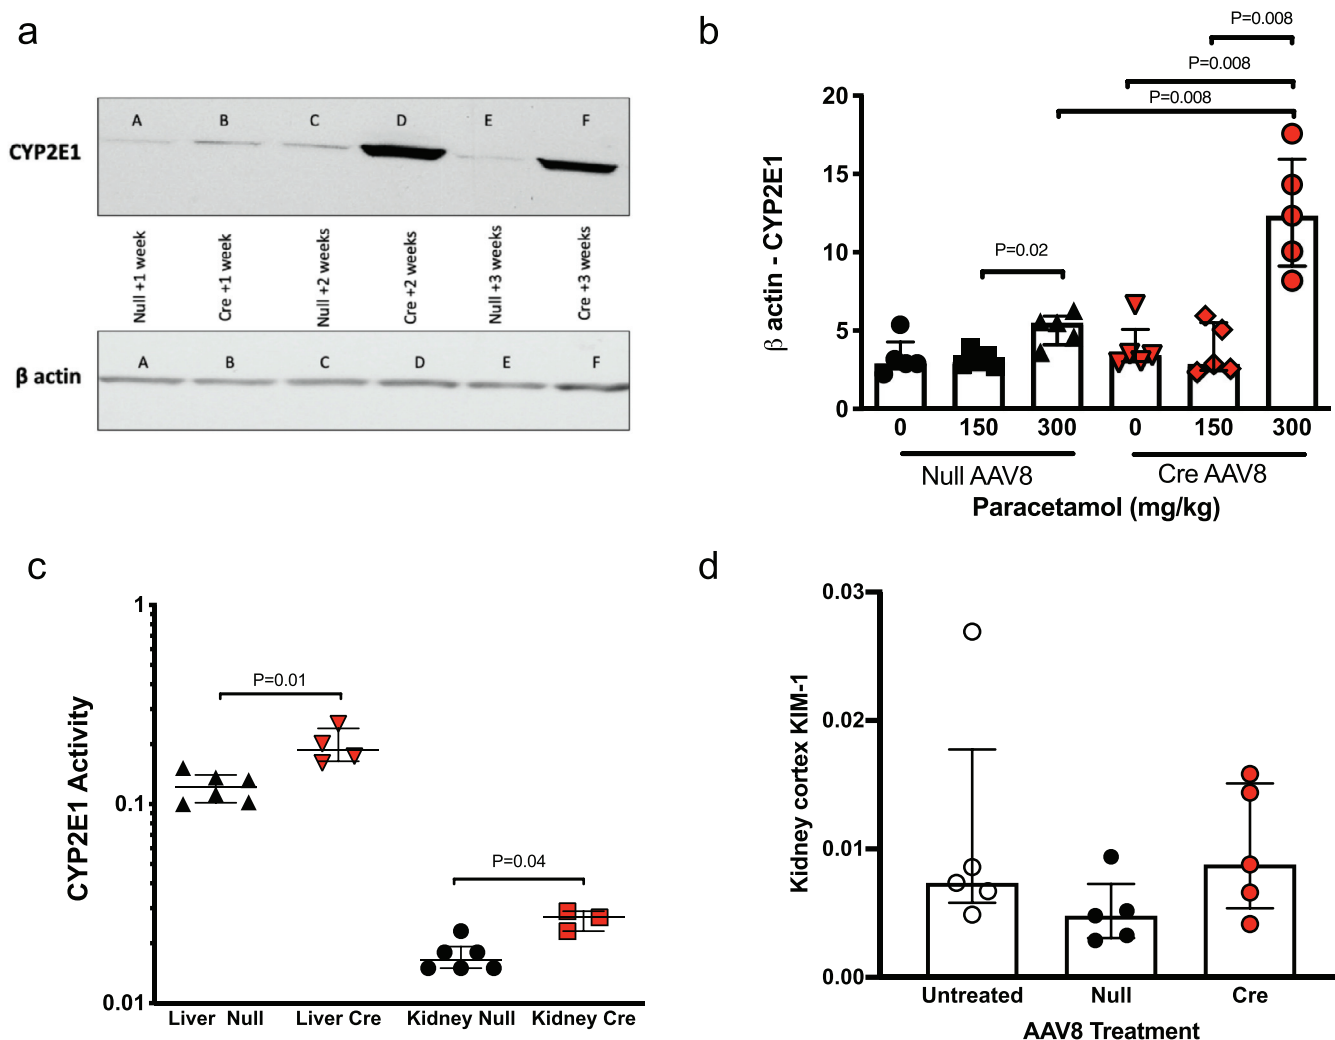 a
A B C D E F
CYP2E1
Null +1 week
Cre +1 week
Null +2 weeks
Cre +2 weeks
Null +3 weeks
Cre +3 weeks
A B C D E F
β actin
b
P=0.008
P=0.008
P=0.008
P=0.02
β actin - CYP2E1
20
15
10
5
0
0 150 300 0 150 300
Null AAV8 Cre AAV8
Paracetamol (mg/kg)
c
CYP2E1 Activity
1
0.1
0.01
P=0.01
P=0.04
Liver Null Liver Cre Kidney Null Kidney Cre
d
Kidney cortex KIM-1
0.03
0.02
0.01
0.00
Untreated Null Cre
AAV8 Treatment